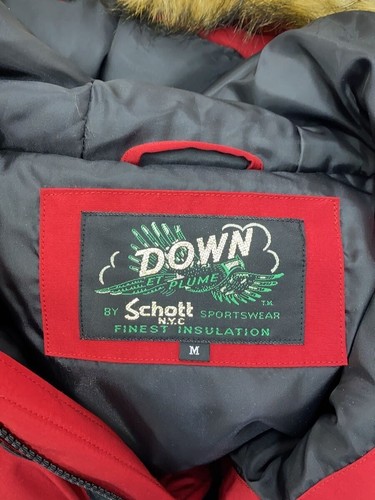 DOWN
ET PLUME
TM
BY Schott SPORTSWEAR
N.Y.C
FINEST INSULATION
M